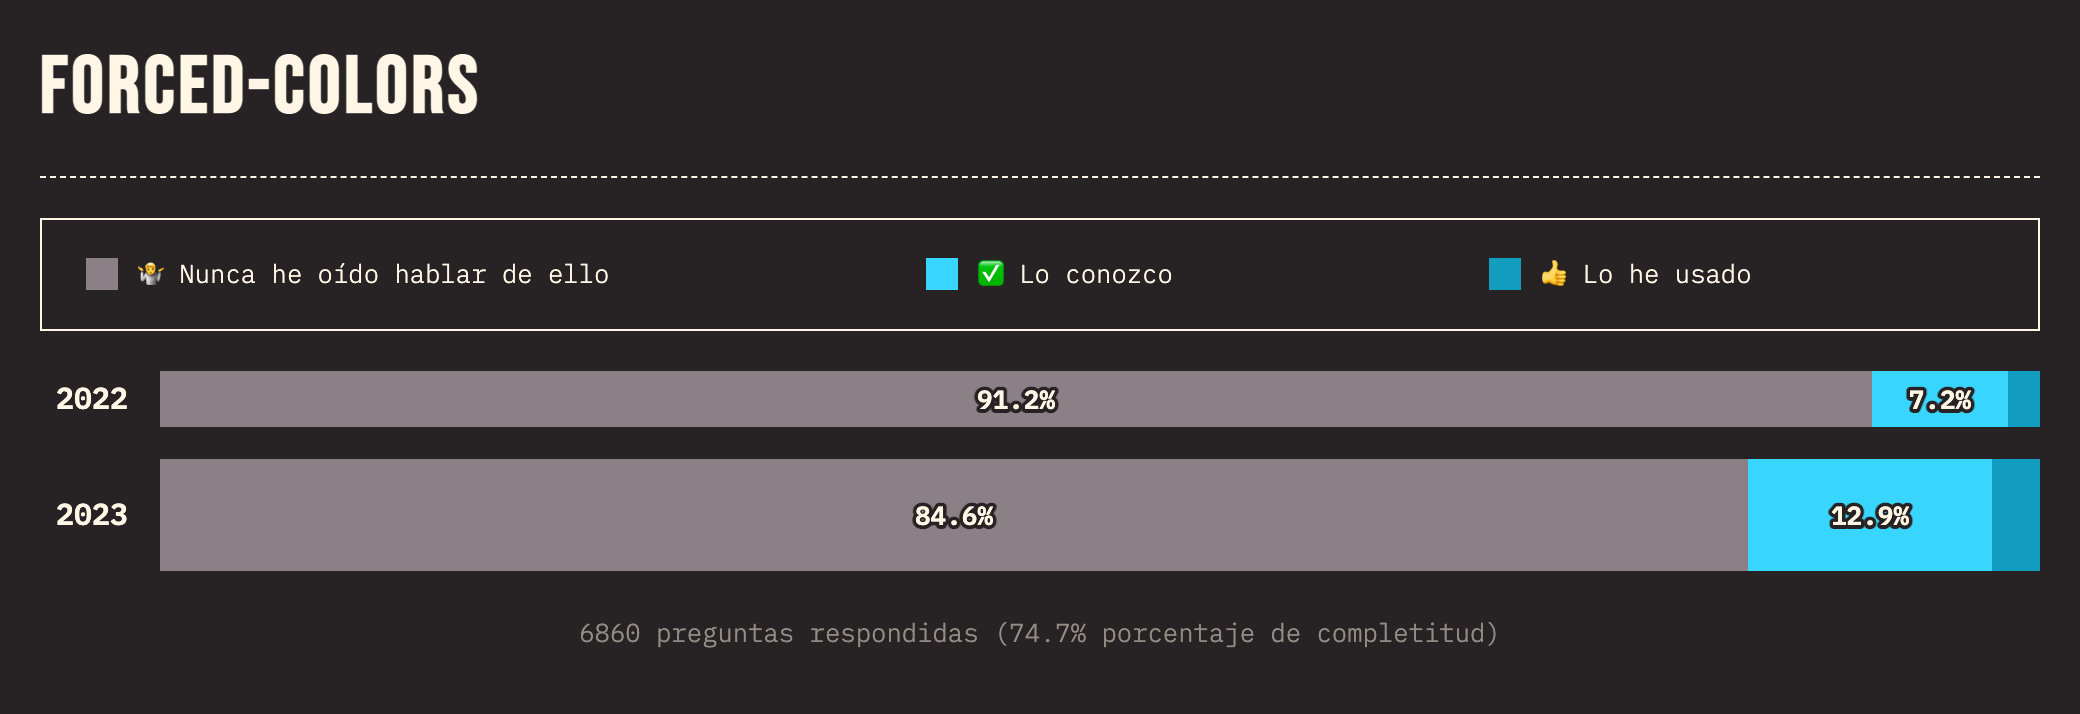 FORCED-COLORS
🤷 Nunca he oído hablar de ello ✅ Lo conozco 👍 Lo he usado
2022 91.2% 7.2%
2023 84.6% 12.9%
6860 preguntas respondidas (74.7% porcentaje de completitud)